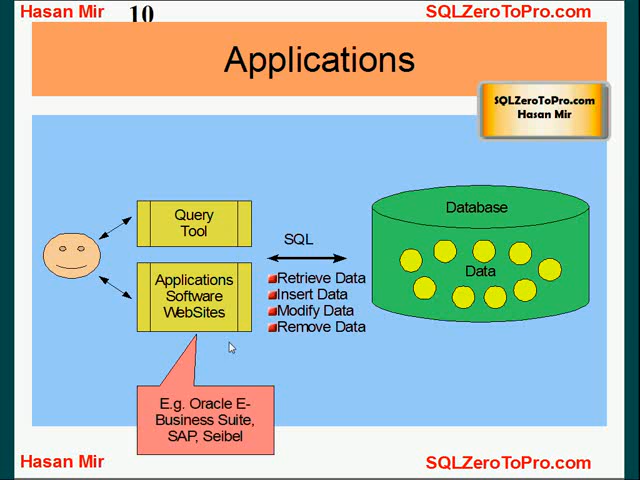 Hasan Mir
10
SQLZeroToPro.com
Applications
SQLZeroToPro.com
Hasan Mir
Query
Tool
Applications
Software
WebSites
SQL
Retrieve Data
Insert Data
Modify Data
Remove Data
Database
Data
E.g. Oracle E-
Business Suite,
SAP, Seibel
Hasan Mir
SQLZeroToPro.com